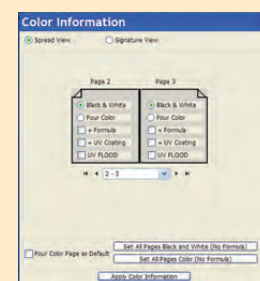 Color Information
Spread View Signature View
Page 2 Page 3
Black & White Black & White
Four Color Four Color
+ Formula + Formula
+ UV Coating + UV Coating
UV FLOOD UV FLOOD
2 - 3
Four Color Page as Default
Set All Pages Black and White (No Formula)
Set All Pages Color (No Formula)
Apply Color Information